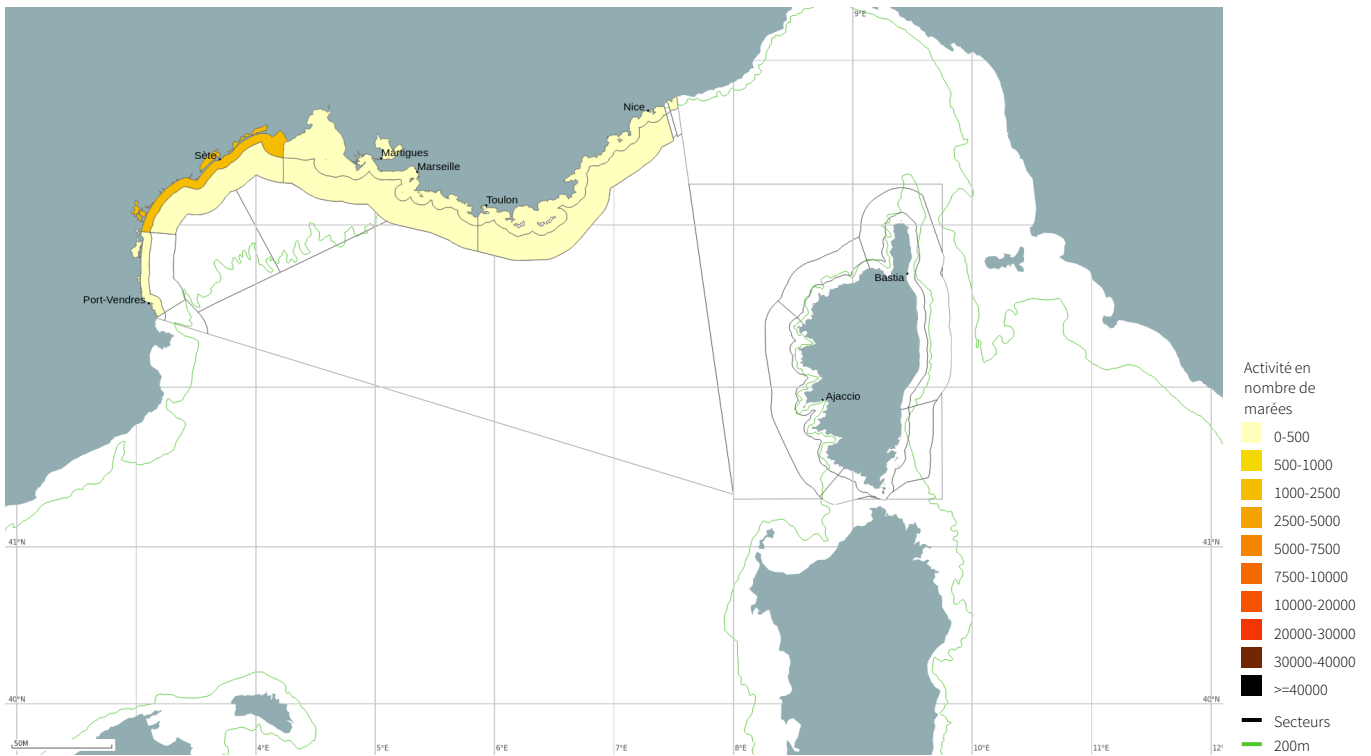 9°E
Nice
Sète
Martigues
Marseille
Toulon
Bastia
Port-Vendres
Ajaccio
41°N
41°N
40°N
40°N
50M
4°E
5°E
6°E
7°E
8°E
10°E
11°E
12°
Activité en
nombre de
marées
0-500
500-1000
1000-2500
2500-5000
5000-7500
7500-10000
10000-20000
20000-30000
30000-40000
>=40000
Secteurs
200m